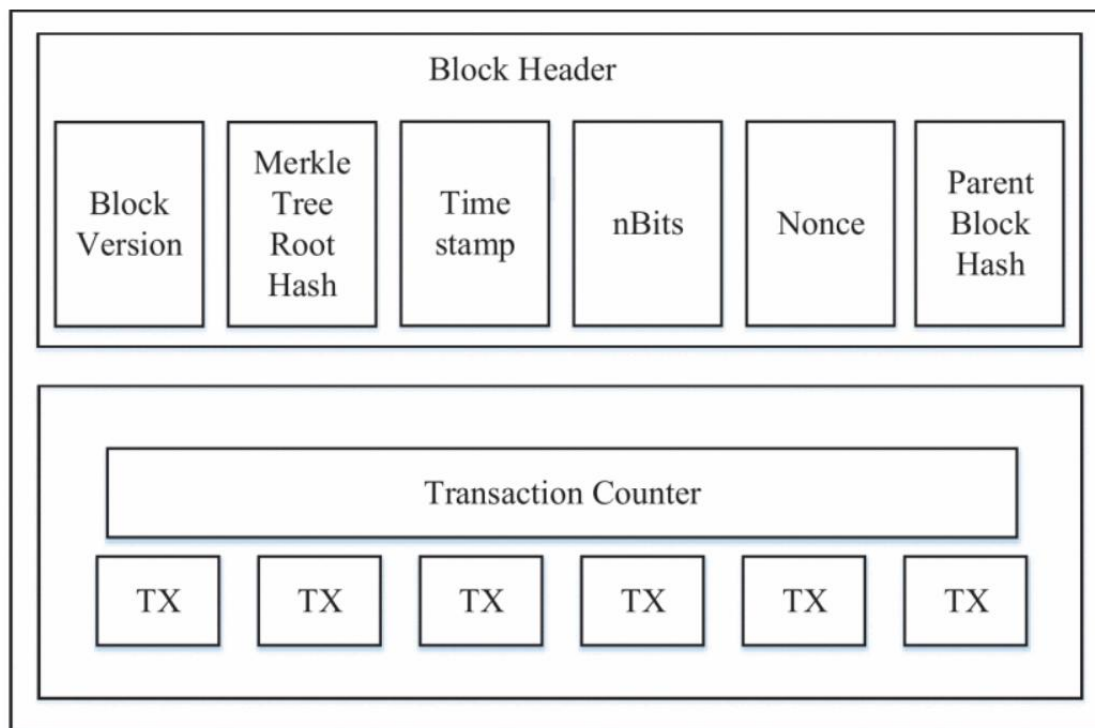 Block Header
Block
Version
Merkle
Tree
Root
Hash
Time
stamp
nBits
Nonce
Parent
Block
Hash
Transaction Counter
TX
TX
TX
TX
TX
TX